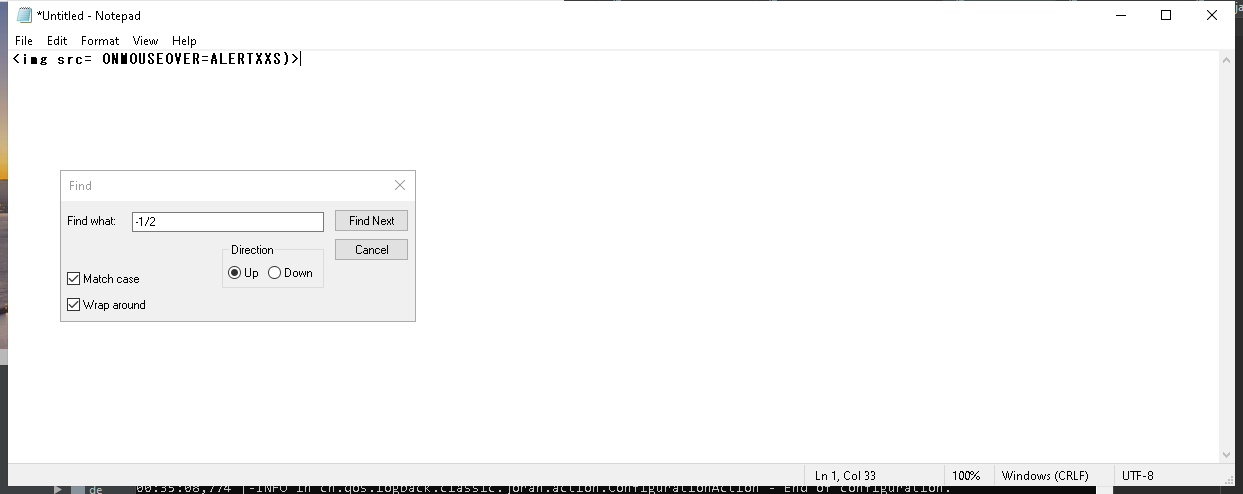 *Untitled - Notepad
File Edit Format View Help
<img src= ONMOUSEOVER=ALERTXXS)>
Find
Find what: -1/2 Find Next
Direction Cancel
Up Down
Match case
Wrap around
Ln 1, Col 33 100% Windows (CRLF) UTF-8
de 00:35:08,774 |-INFO in ch.qos.logback.classic.joran.action.ConfigurationAction - End of configuration.